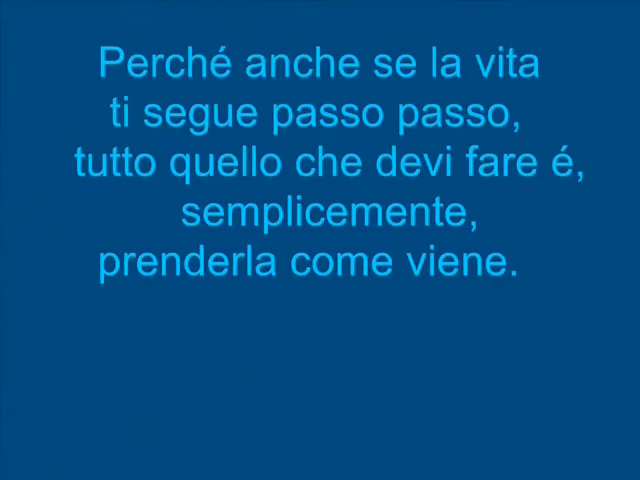 Perché anche se la vita
ti segue passo passo,
tutto quello che devi fare é,
semplicemente,
prenderla come viene.